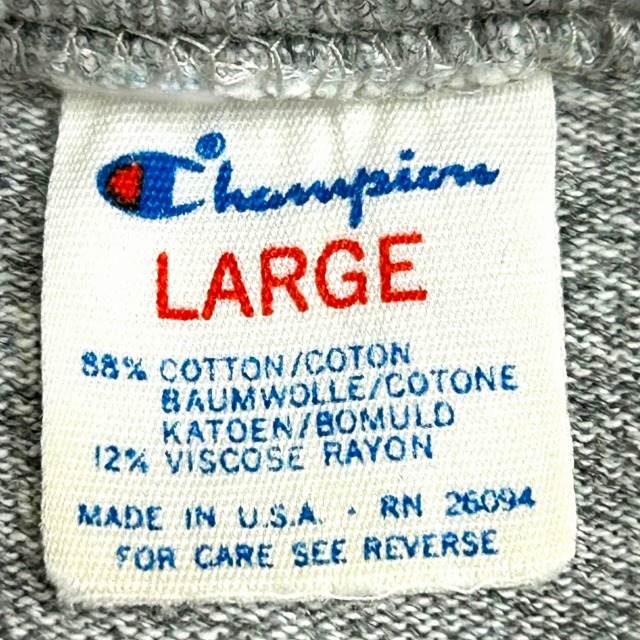 Champion®
LARGE
88% COTTON/COTON
BAUMWOLLE/COTONE
KATOEN/BOMULD
12% VISCOSE RAYON
MADE IN U.S.A. · RN 26094
FOR CARE SEE REVERSE